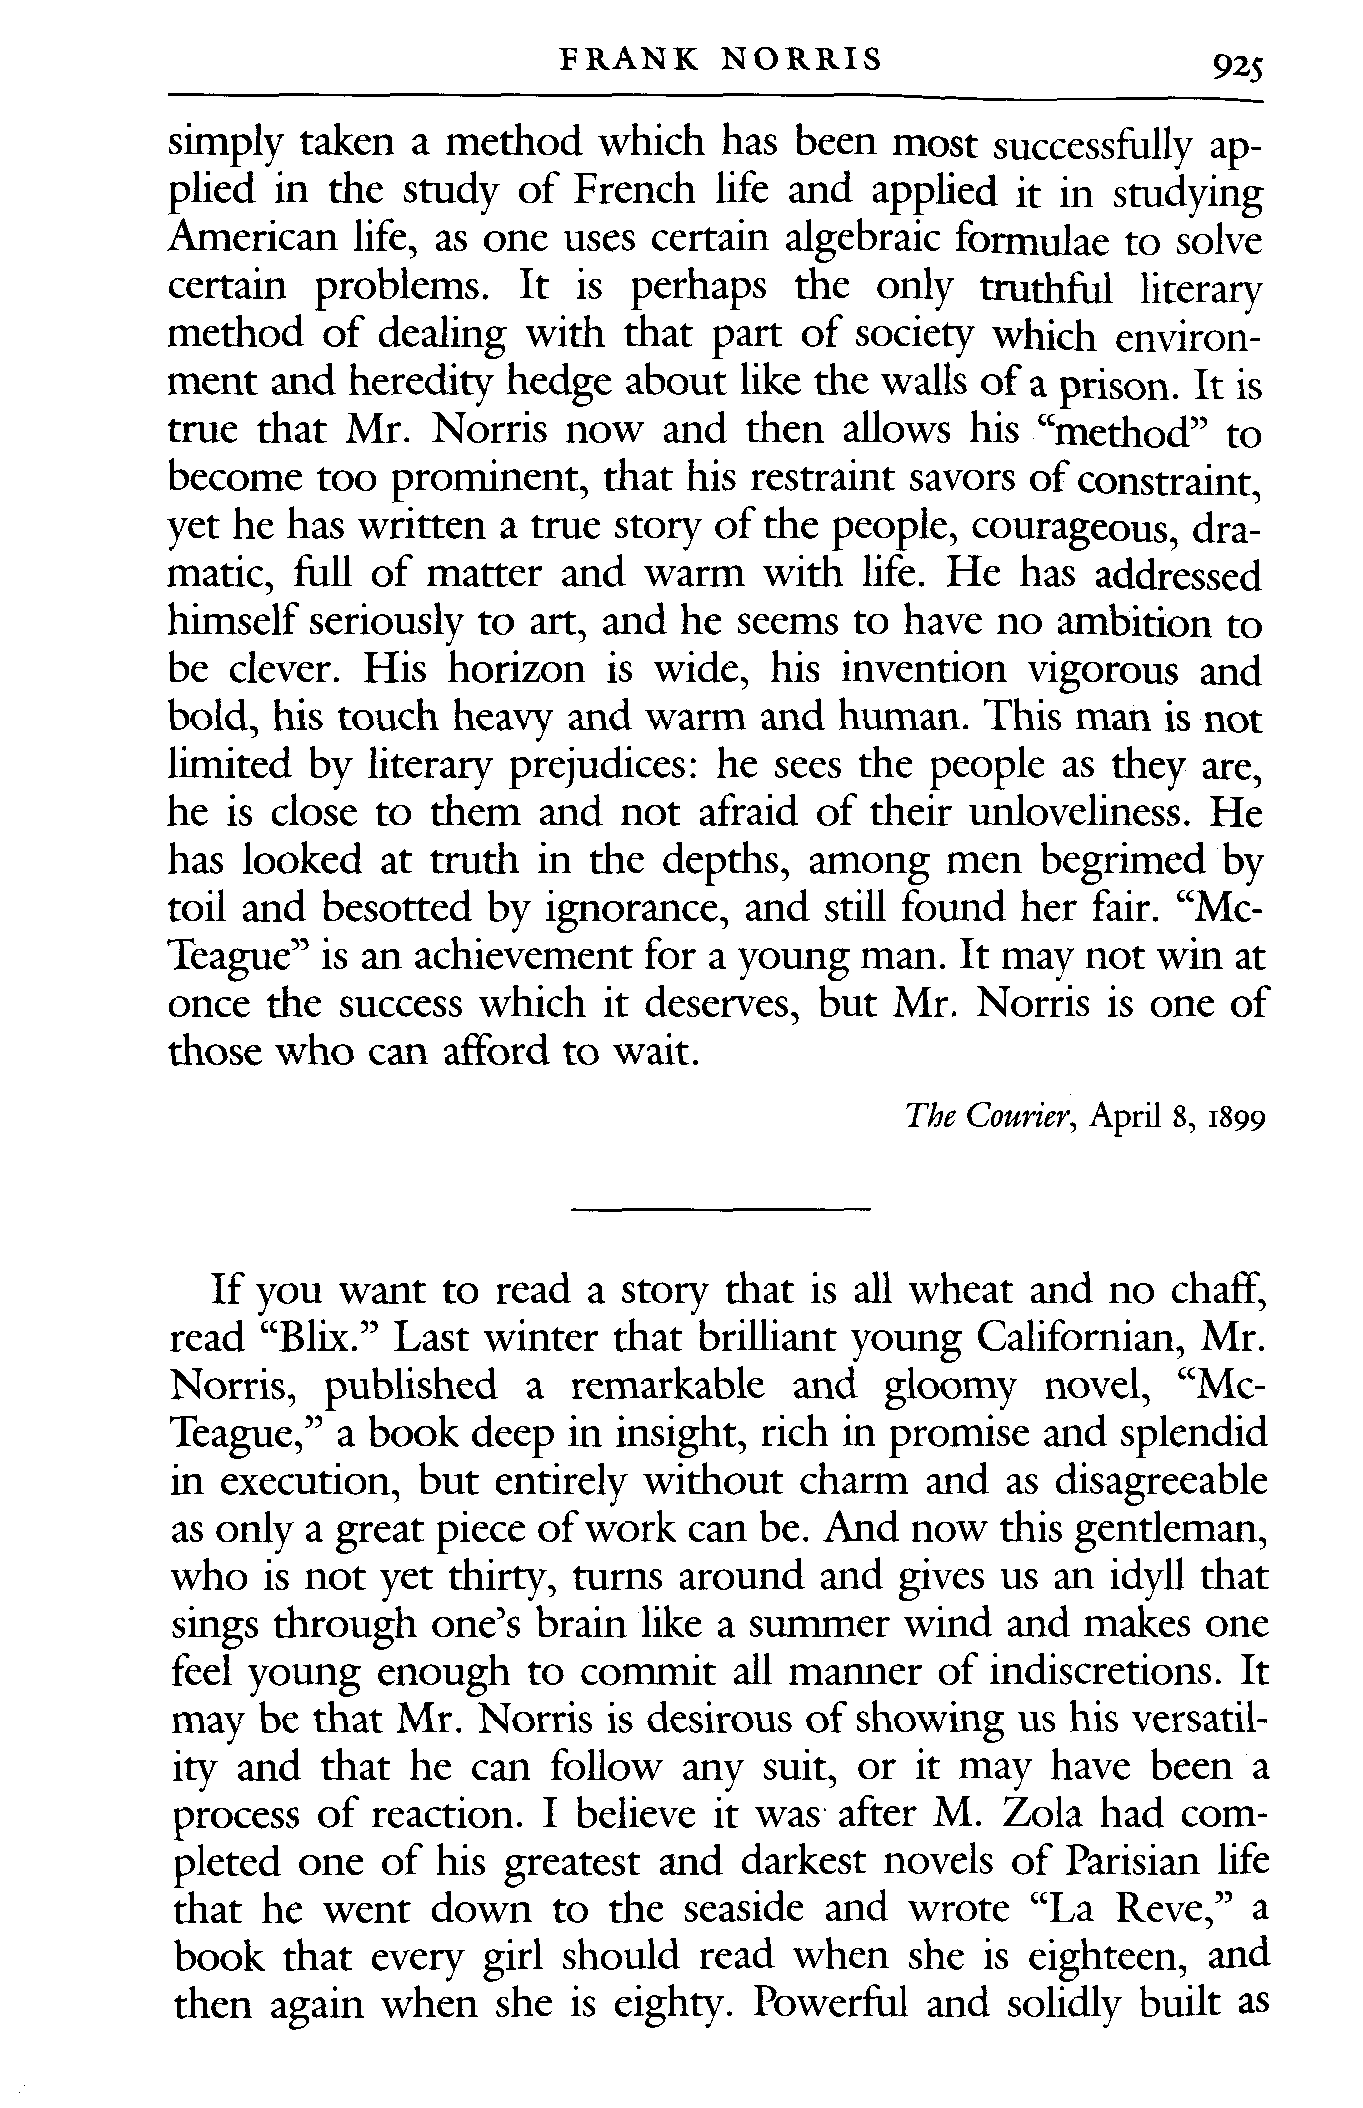 FRANK NORRIS 925
simply taken a method which has been most successfully ap-
plied in the study of French life and applied it in studying
American life, as one uses certain algebraic formulae to solve
certain problems. It is perhaps the only truthful literary
method of dealing with that part of society which environ-
ment and heredity hedge about like the walls of a prison. It is
true that Mr. Norris now and then allows his “method” to
become too prominent, that his restraint savors of constraint,
yet he has written a true story of the people, courageous, dra-
matic, full of matter and warm with life. He has addressed
himself seriously to art, and he seems to have no ambition to
be clever. His horizon is wide, his invention vigorous and
bold, his touch heavy and warm and human. This man is not
limited by literary prejudices: he sees the people as they are,
he is close to them and not afraid of their unloveliness. He
has looked at truth in the depths, among men begrimed by
toil and besotted by ignorance, and still found her fair. “Mc-
Teague” is an achievement for a young man. It may not win at
once the success which it deserves, but Mr. Norris is one of
those who can afford to wait.
The Courier, April 8, 1899
If you want to read a story that is all wheat and no chaff,
read “Blix.” Last winter that brilliant young Californian, Mr.
Norris, published a remarkable and gloomy novel, “Mc-
Teague,” a book deep in insight, rich in promise and splendid
in execution, but entirely without charm and as disagreeable
as only a great piece of work can be. And now this gentleman,
who is not yet thirty, turns around and gives us an idyll that
sings through one’s brain like a summer wind and makes one
feel young enough to commit all manner of indiscretions. It
may be that Mr. Norris is desirous of showing us his versatil-
ity and that he can follow any suit, or it may have been a
process of reaction. I believe it was after M. Zola had com-
pleted one of his greatest and darkest novels of Parisian life
that he went down to the seaside and wrote “La Reve,” a
book that every girl should read when she is eighteen, and
then again when she is eighty. Powerful and solidly built as